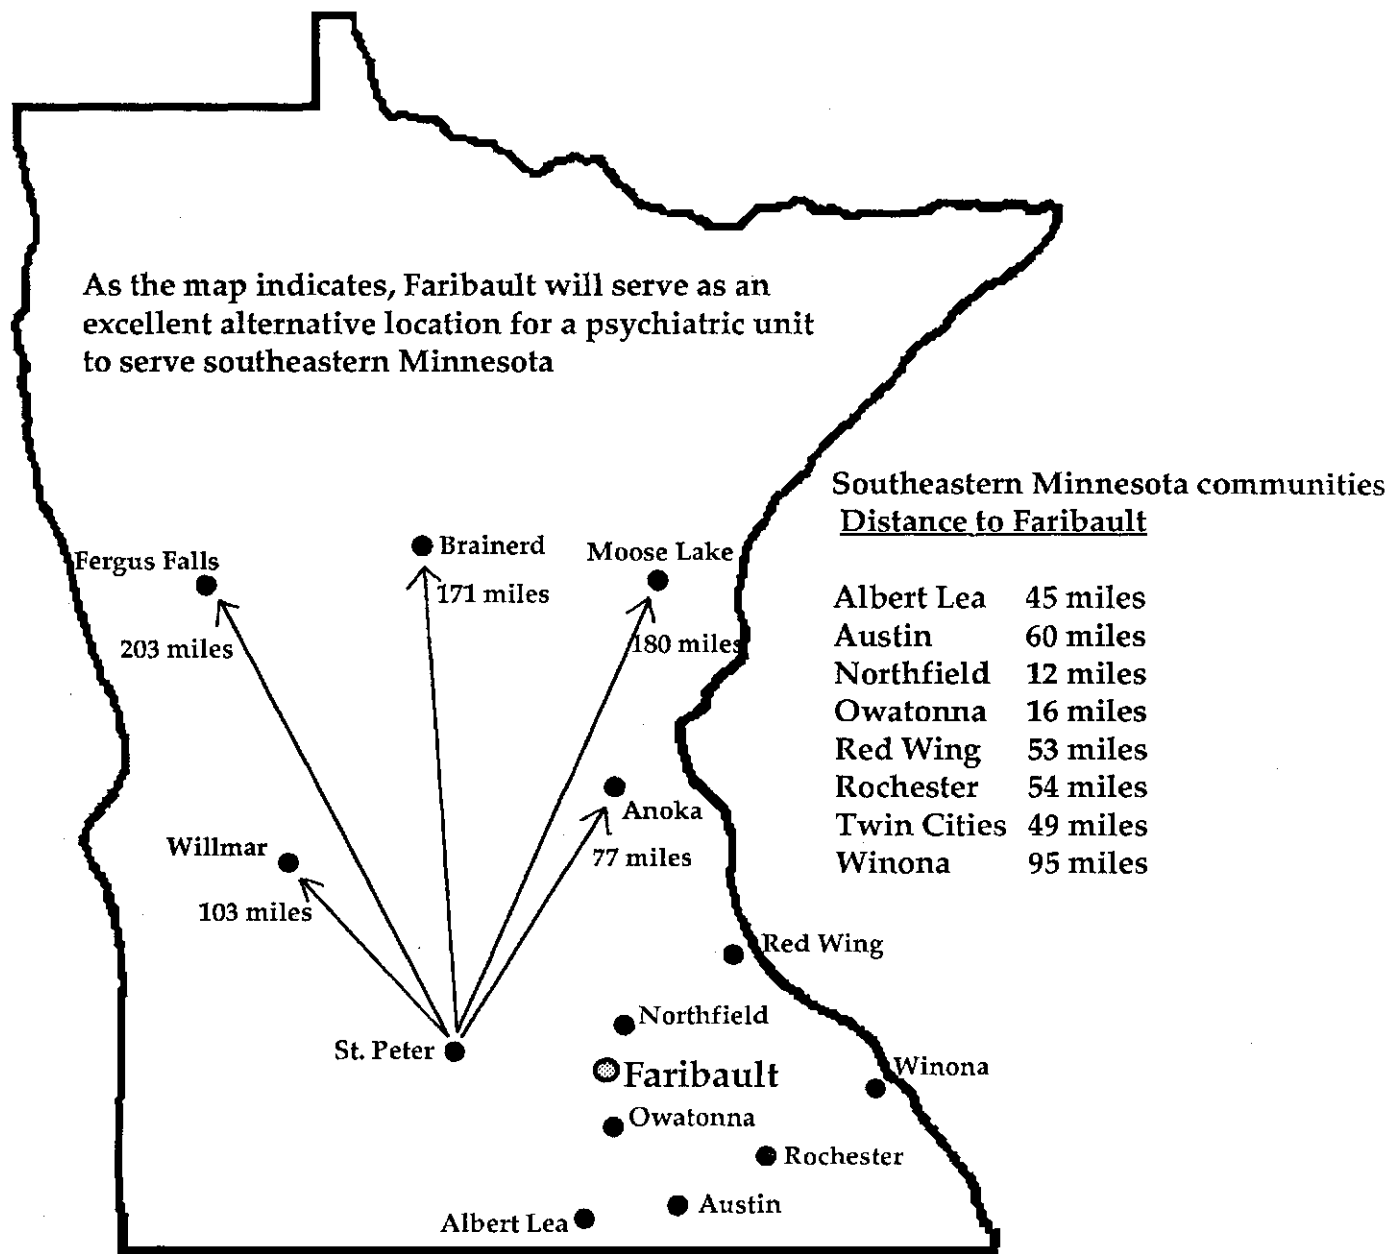 As the map indicates, Faribault will serve as an
excellent alternative location for a psychiatric unit
to serve southeastern Minnesota
Southeastern Minnesota communities
Distance to Faribault
Albert Lea 45 miles
Austin 60 miles
Northfield 12 miles
Owatonna 16 miles
Red Wing 53 miles
Rochester 54 miles
Twin Cities 49 miles
Winona 95 miles
Fergus Falls
203 miles
Brainerd
171 miles
Moose Lake
180 miles
Anoka
77 miles
Willmar
103 miles
Red Wing
Northfield
St. Peter
Faribault
Winona
Owatonna
Rochester
Austin
Albert Lea